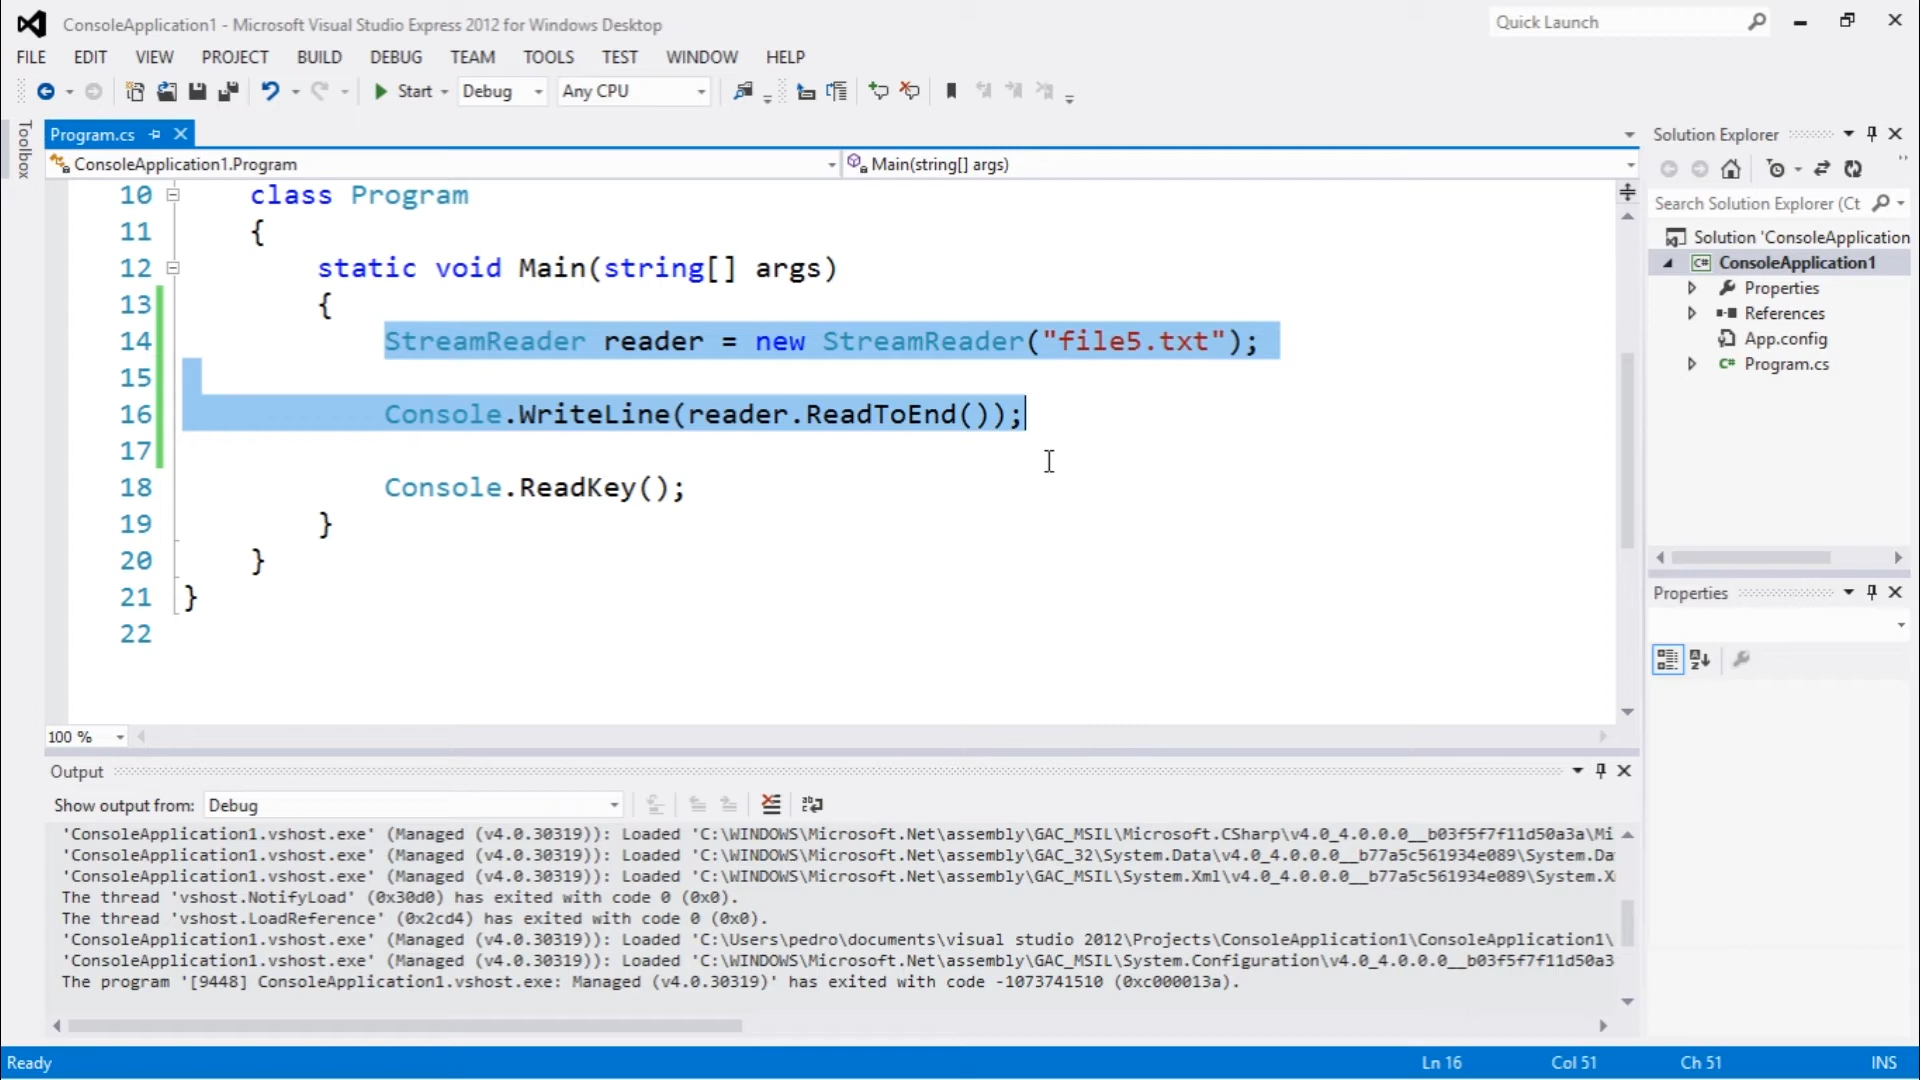 ConsoleApplication1 - Microsoft Visual Studio Express 2012 for Windows Desktop
Quick Launch
FILE EDIT VIEW PROJECT BUILD DEBUG TEAM TOOLS TEST WINDOW HELP
Start Debug Any CPU
Toolbox
Program.cs
ConsoleApplication1.Program
Main(string[] args)
10 class Program
11 {
12 static void Main(string[] args)
13 {
14 StreamReader reader = new StreamReader("file5.txt");
15
16 Console.WriteLine(reader.ReadToEnd());
17
18 Console.ReadKey();
19 }
20 }
21 }
22
100 %
Solution Explorer
Search Solution Explorer (Ct
Solution 'ConsoleApplication
ConsoleApplication1
Properties
References
App.config
Program.cs
Properties
Output
Show output from: Debug
'ConsoleApplication1.vshost.exe' (Managed (v4.0.30319)): Loaded 'C:\WINDOWS\Microsoft.Net\assembly\GAC_MSIL\Microsoft.CSharp\v4.0_4.0.0.0__b03f5f7f11d50a3a\Mi
'ConsoleApplication1.vshost.exe' (Managed (v4.0.30319)): Loaded 'C:\WINDOWS\Microsoft.Net\assembly\GAC_32\System.Data\v4.0_4.0.0.0__b77a5c561934e089\System.Da
'ConsoleApplication1.vshost.exe' (Managed (v4.0.30319)): Loaded 'C:\WINDOWS\Microsoft.Net\assembly\GAC_MSIL\System.Xml\v4.0_4.0.0.0__b77a5c561934e089\System.X
The thread 'vshost.NotifyLoad' (0x30d0) has exited with code 0 (0x0).
The thread 'vshost.LoadReference' (0x2cd4) has exited with code 0 (0x0).
'ConsoleApplication1.vshost.exe' (Managed (v4.0.30319)): Loaded 'C:\Users\pedro\documents\visual studio 2012\Projects\ConsoleApplication1\ConsoleApplication1\
'ConsoleApplication1.vshost.exe' (Managed (v4.0.30319)): Loaded 'C:\WINDOWS\Microsoft.Net\assembly\GAC_MSIL\System.Configuration\v4.0_4.0.0.0__b03f5f7f11d50a3
The program '[9448] ConsoleApplication1.vshost.exe: Managed (v4.0.30319)' has exited with code -1073741510 (0xc000013a).
Ready Ln 16 Col 51 Ch 51 INS